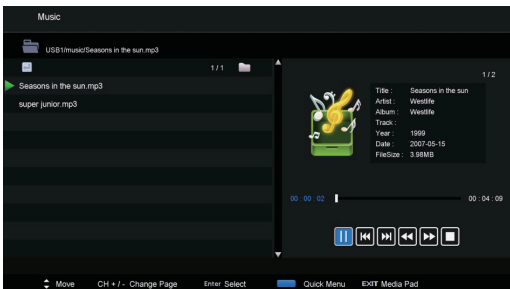 Music
USB1/music/Seasons in the sun.mp3
1/1
1/2
Seasons in the sun.mp3
super junior.mp3
Title : Seasons in the sun
Artist : Westlife
Album : Westlife
Track :
Year : 1999
Date : 2007-05-15
FileSize : 3.98MB
00 : 00 : 02
00 : 04 : 09
Move CH + / - Change Page Enter Select Quick Menu EXIT Media Pad